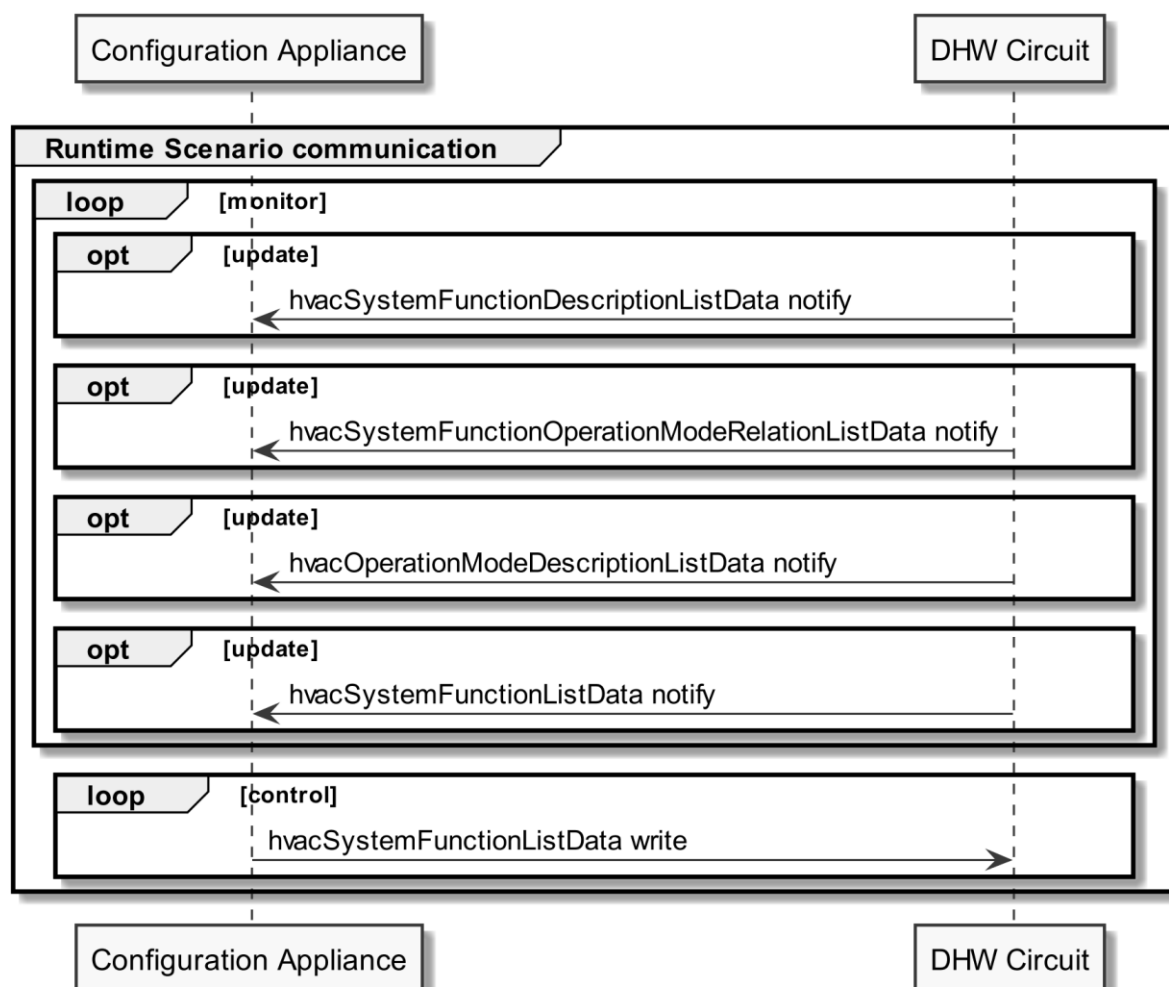 Configuration Appliance
DHW Circuit
Runtime Scenario communication
loop
[monitor]
opt
[update]
hvacSystemFunctionDescriptionListData notify
opt
[update]
hvacSystemFunctionOperationModeRelationListData notify
opt
[update]
hvacOperationModeDescriptionListData notify
opt
[update]
hvacSystemFunctionListData notify
loop
[control]
hvacSystemFunctionListData write
Configuration Appliance
DHW Circuit